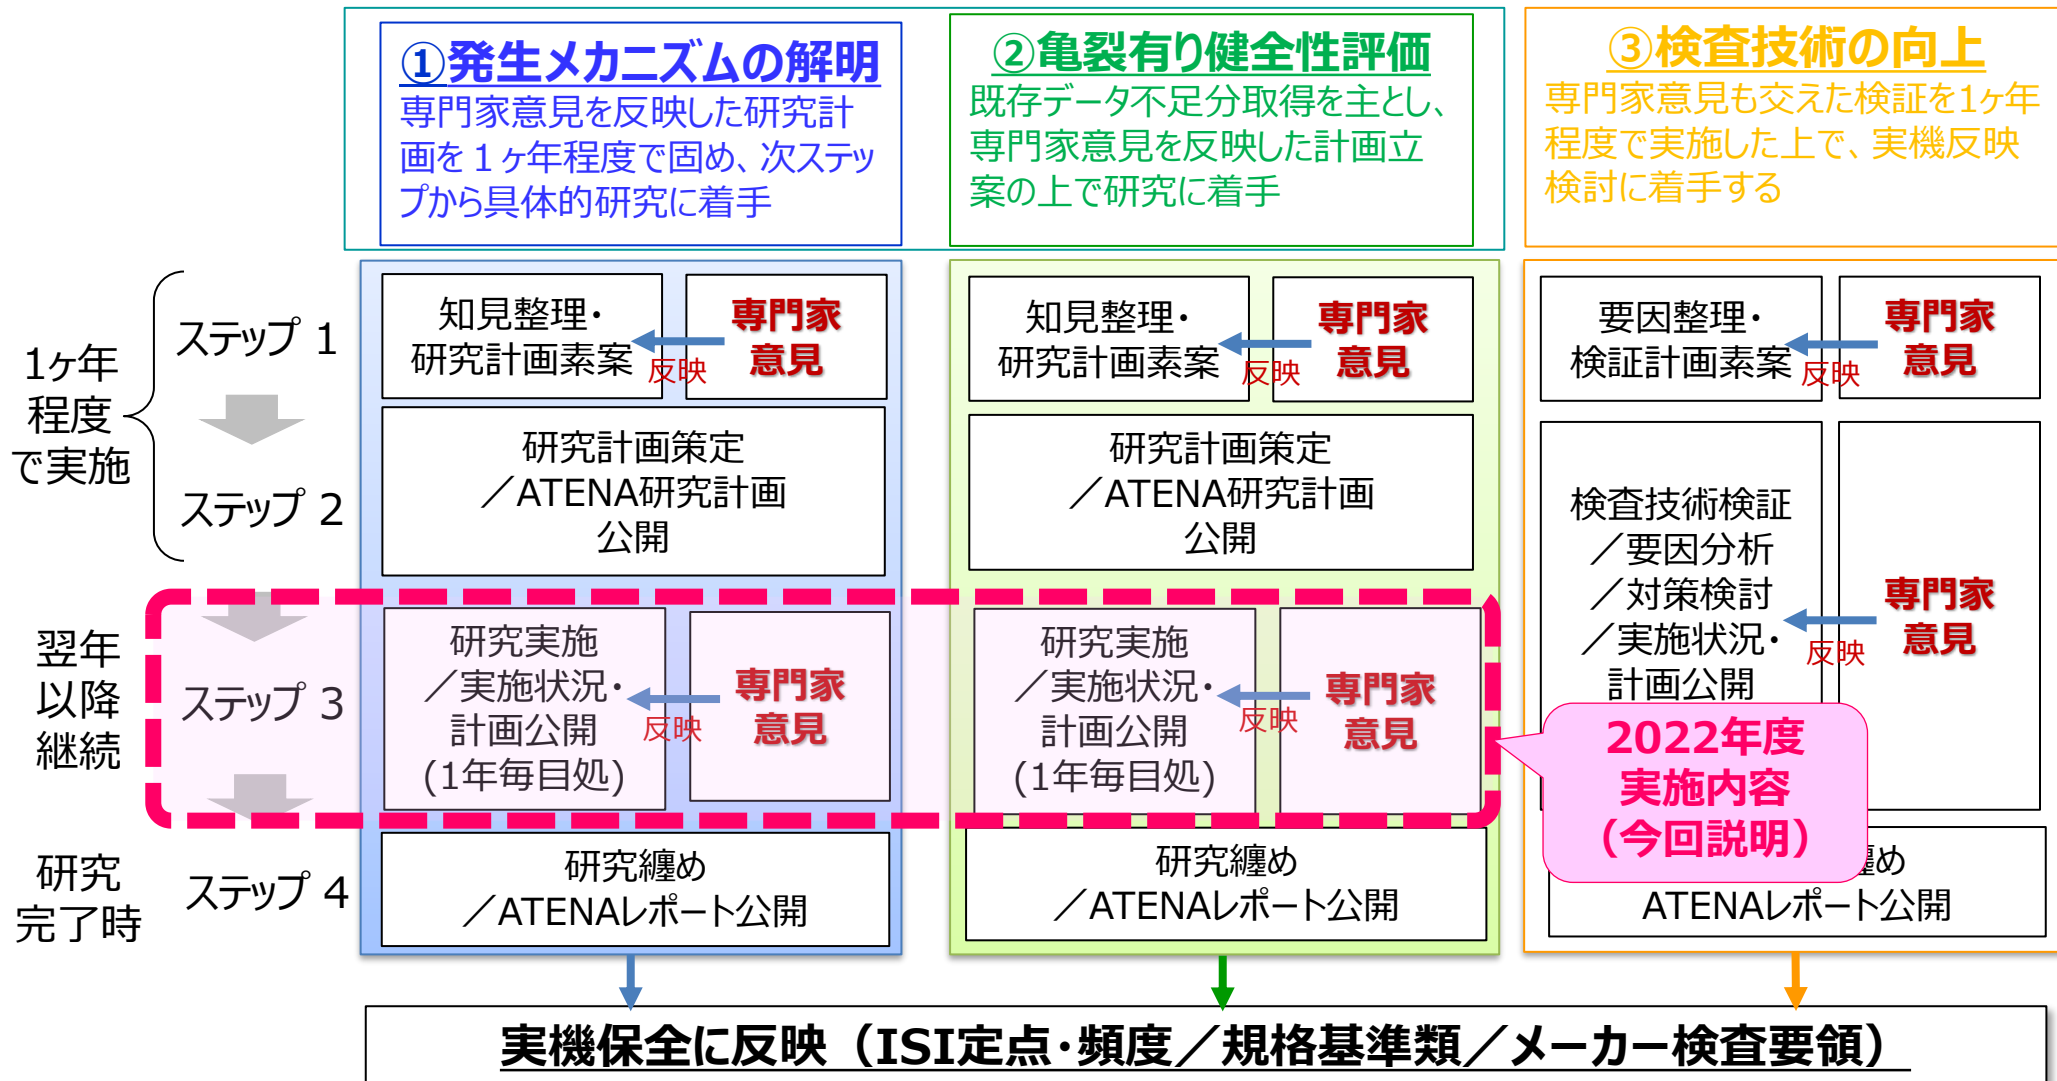 ①発生メカニズムの解明
専門家意見を反映した研究計
画を１ヶ年程度で固め、次ステッ
プから具体的研究に着手
②亀裂有り健全性評価
既存データ不足分取得を主とし、
専門家意見を反映した計画立
案の上で研究に着手
③検査技術の向上
専門家意見も交えた検証を1ヶ年
程度で実施した上で、実機反映
検討に着手する
1ヶ年
程度
で実施
ステップ 1
知見整理・
研究計画素案
反映
専門家
意見
知見整理・
研究計画素案
反映
専門家
意見
要因整理・
検証計画素案
反映
専門家
意見
ステップ 2
研究計画策定
／ATENA研究計画
公開
研究計画策定
／ATENA研究計画
公開
検査技術検証
／要因分析
／対策検討
／実施状況・
計画公開
反映
専門家
意見
翌年
以降
継続
ステップ 3
研究実施
／実施状況・
計画公開
(1年毎目処)
反映
専門家
意見
研究実施
／実施状況・
計画公開
(1年毎目処)
反映
専門家
意見
2022年度
実施内容
（今回説明）
研究
完了時
ステップ 4
研究纏め
／ATENAレポート公開
研究纏め
／ATENAレポート公開
纏め
ATENAレポート公開
実機保全に反映（ISI定点・頻度／規格基準類／メーカー検査要領）